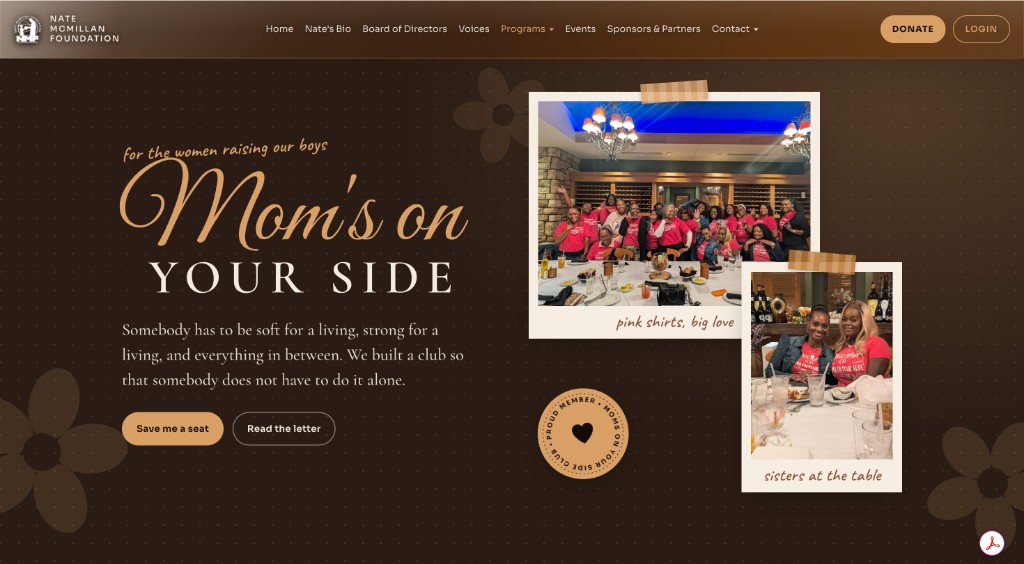 NATE
MCMILLAN
FOUNDATION
Home Nate's Bio Board of Directors Voices Programs Events Sponsors & Partners Contact
DONATE
LOGIN
for the women raising our boys
Mom's on
YOUR SIDE
Somebody has to be soft for a living, strong for a
living, and everything in between. We built a club so
that somebody does not have to do it alone.
Save me a seat
Read the letter
pink shirts, big love
PROUD MEMBER • MOMS ON YOUR SIDE CLUB •
sisters at the table